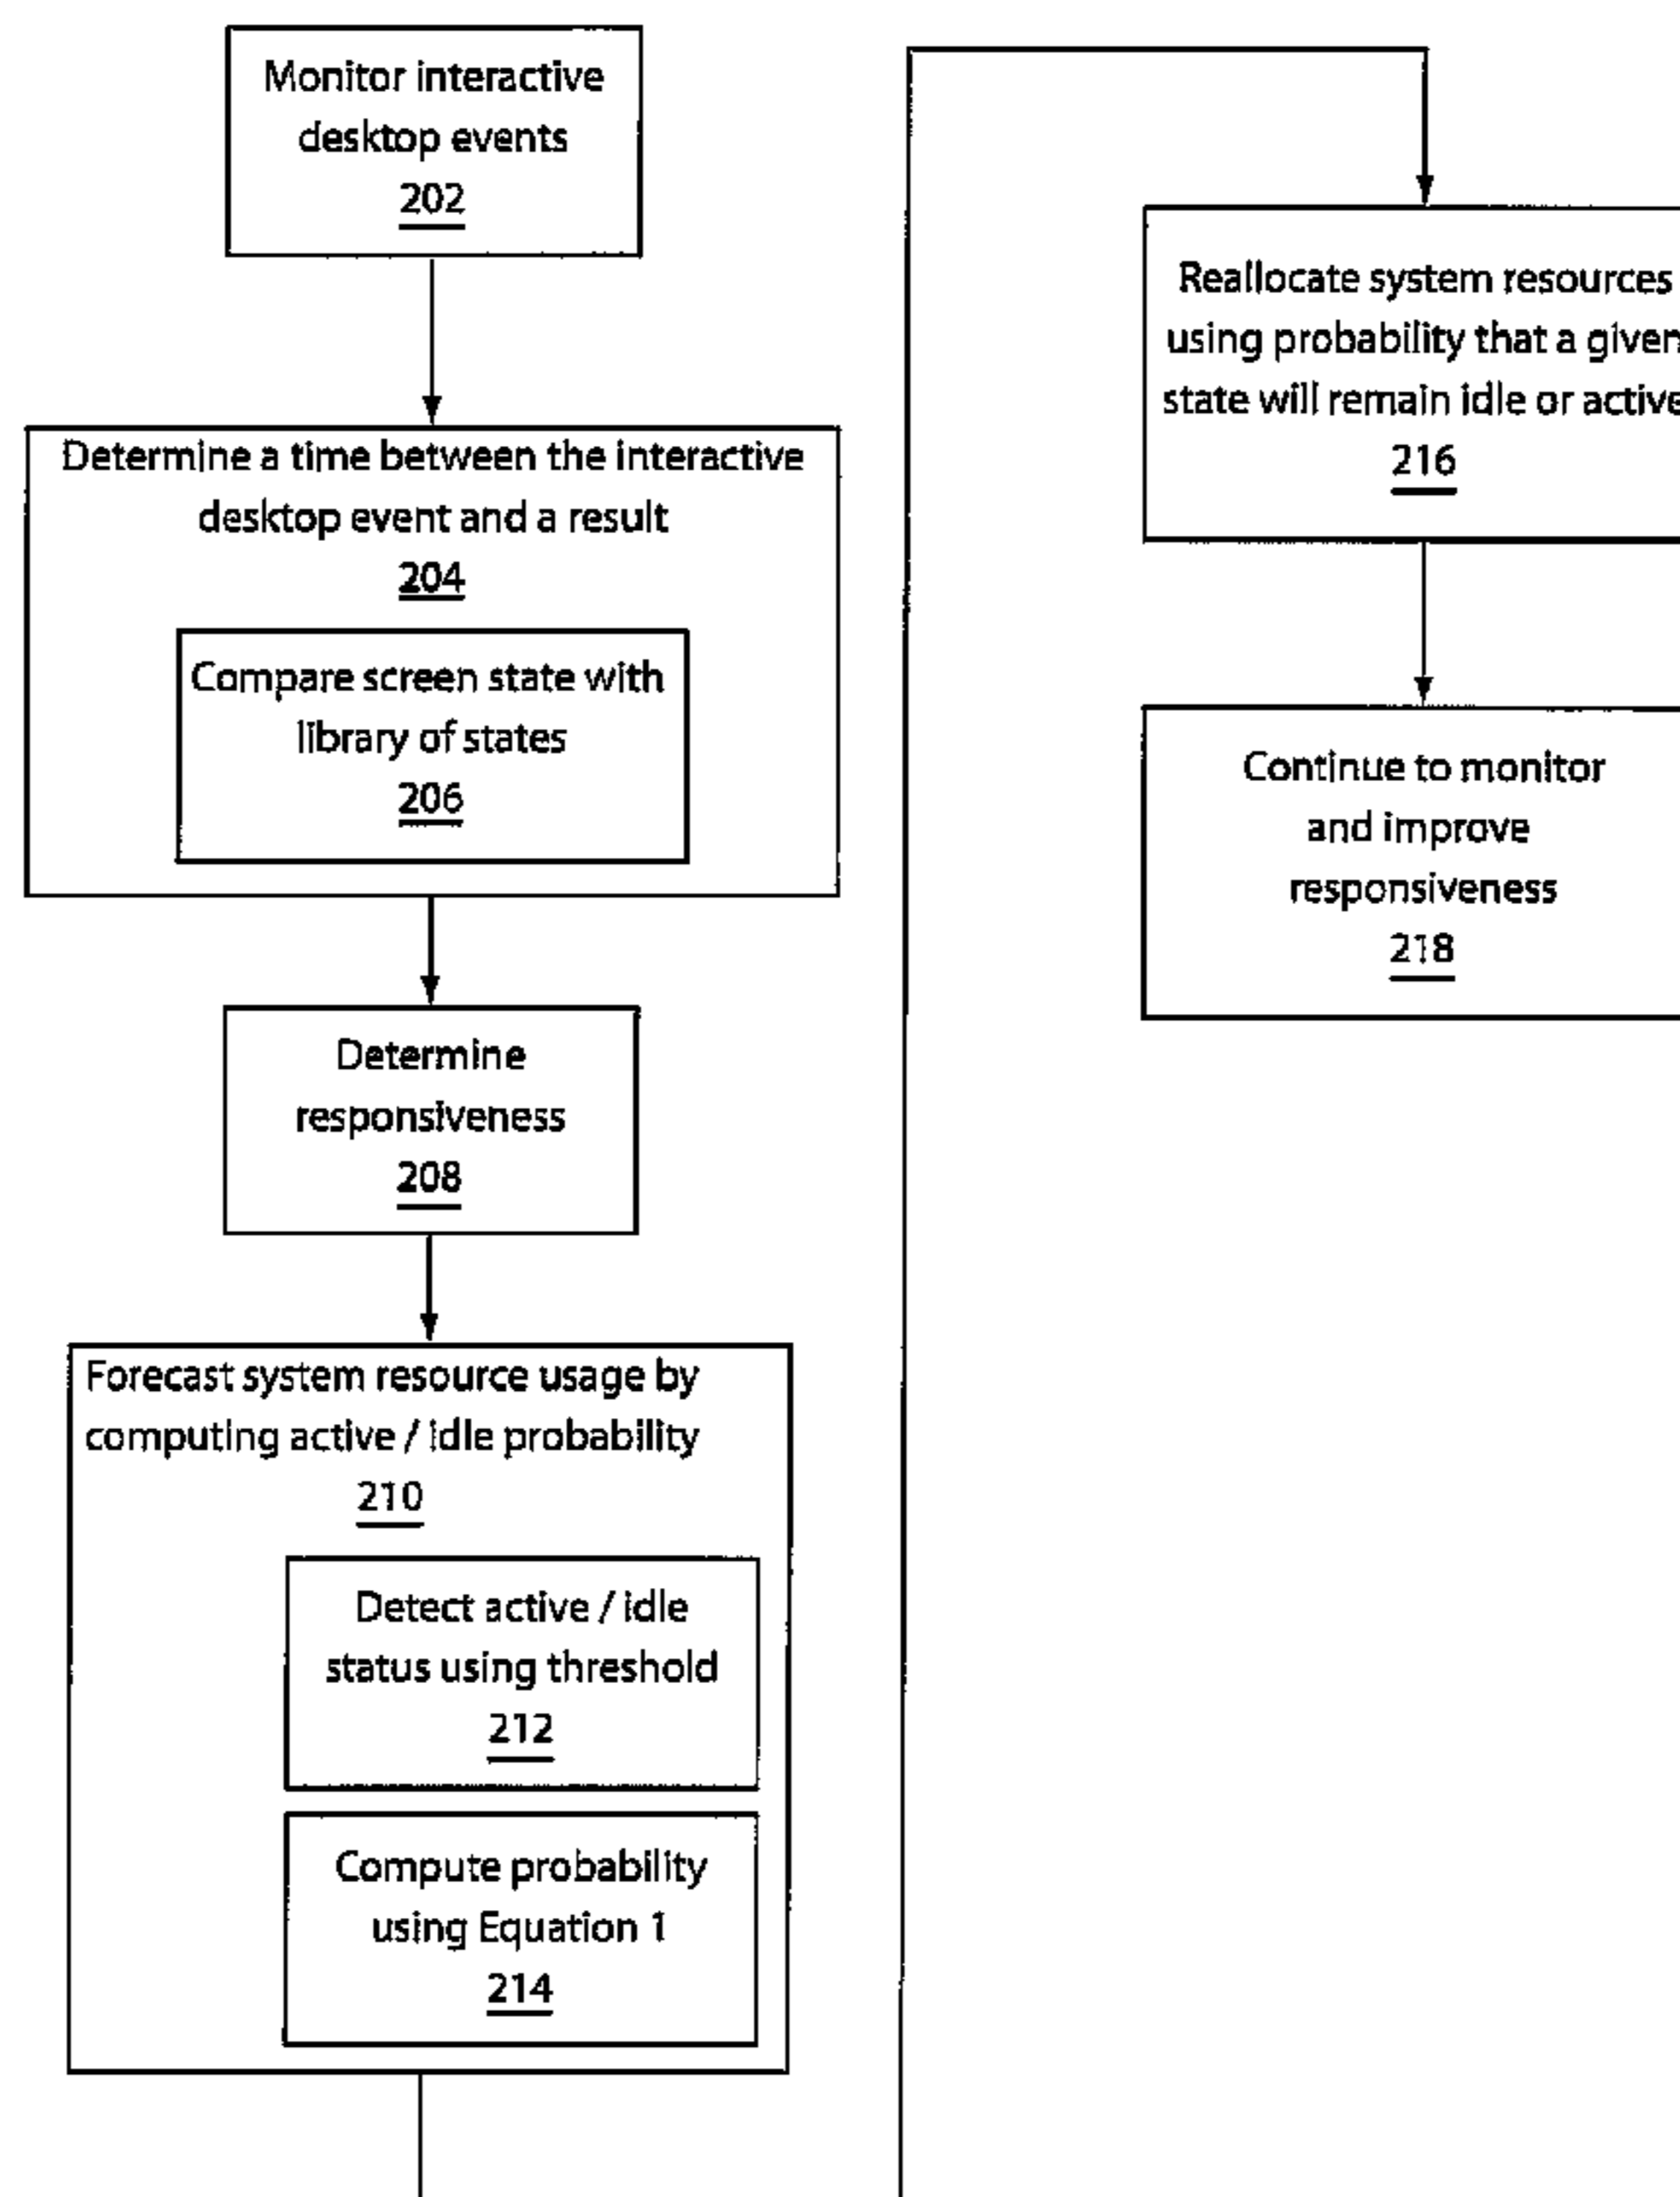 Monitor interactive
desktop events
202
Determine a time between the interactive
desktop event and a result
204
Compare screen state with
library of states
206
Determine
responsiveness
208
Forecast system resource usage by
computing active / idle probability
210
Detect active / idle
status using threshold
212
Compute probability
using Equation 1
214
Reallocate system resources
using probability that a given
state will remain idle or active
216
Continue to monitor
and improve
responsiveness
218